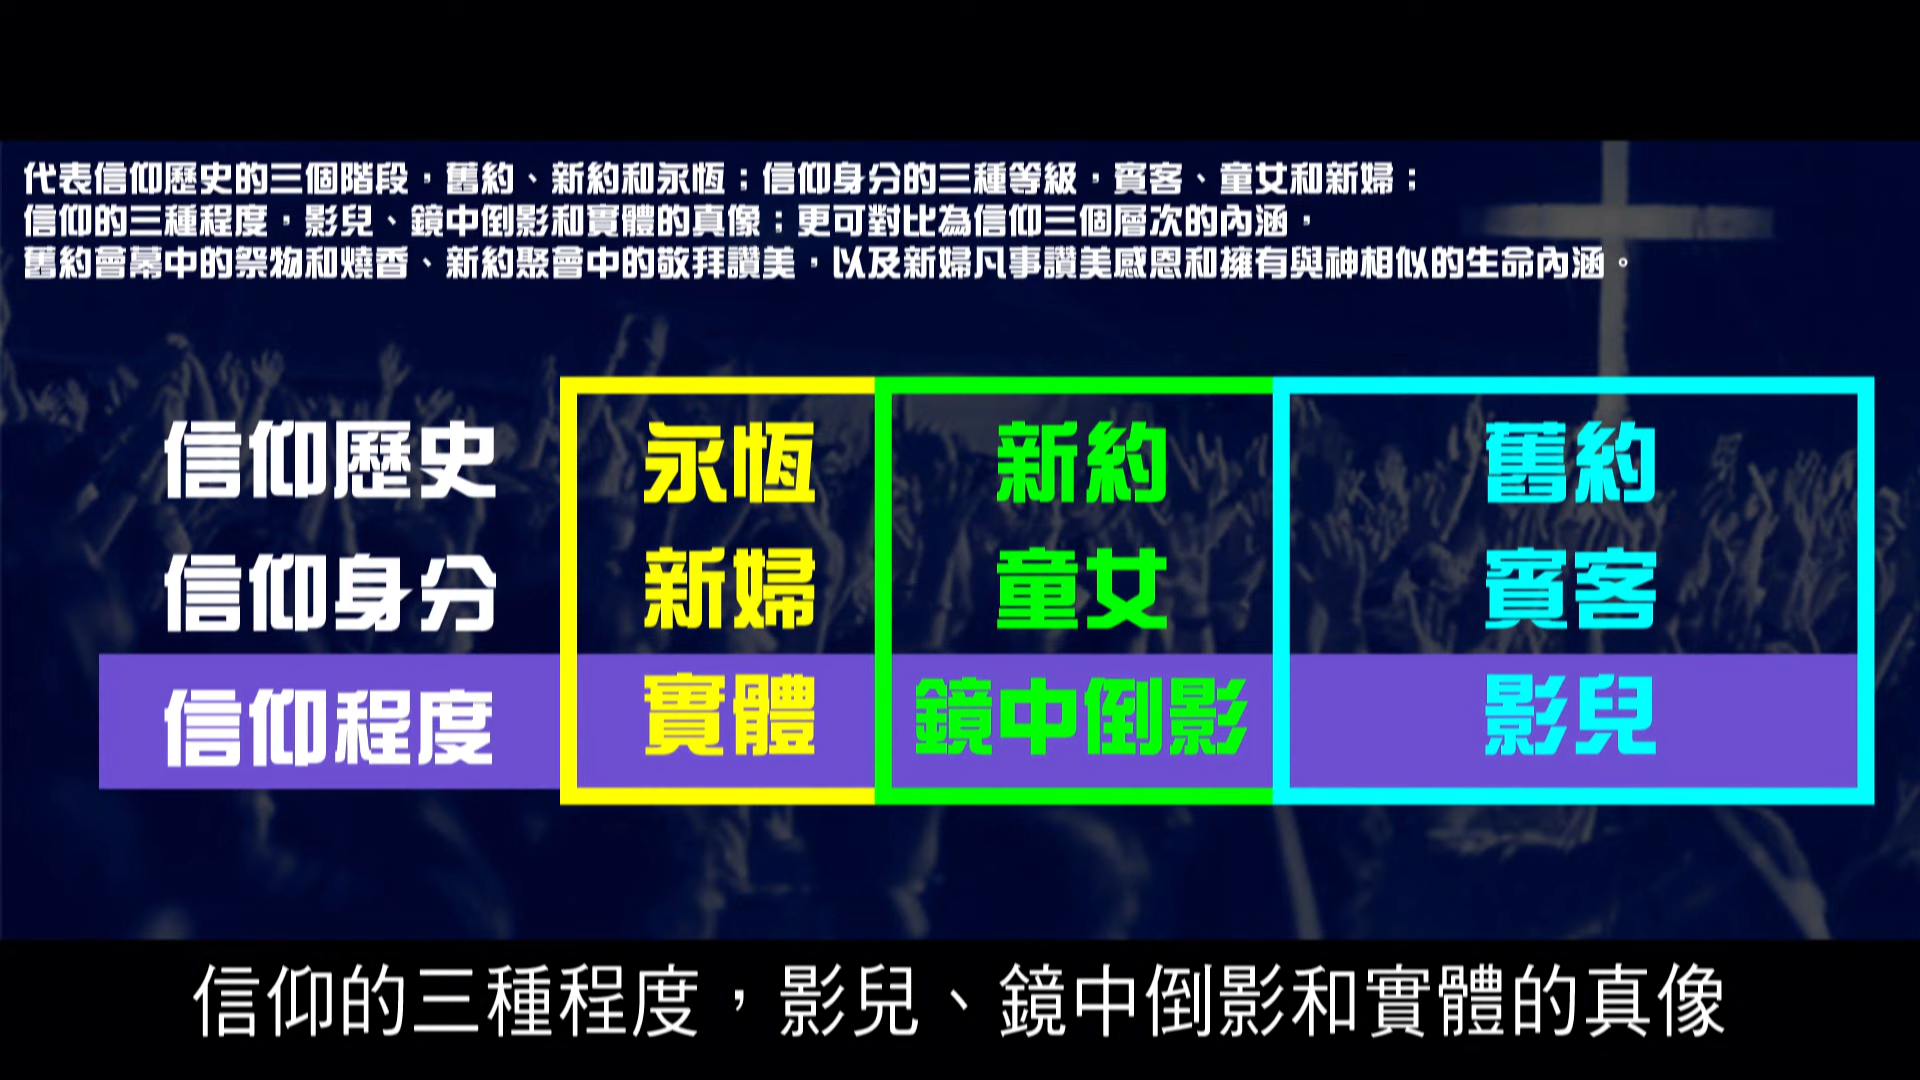 代表信仰歷史的三個階段，舊約、新約和永恆；信仰身分的三種等級，賓客、童女和新婦；
信仰的三種程度，影兒、鏡中倒影和實體的真像；更可對比為信仰三個層次的內涵，
舊約會幕中的祭物和燒香、新約聚會中的敬拜讚美，以及新婦凡事讚美感恩和擁有與神相似的生命內涵。
信仰歷史 永恆 新約 舊約
信仰身分 新婦 童女 賓客
信仰程度 實體 鏡中倒影 影兒
信仰的三種程度，影兒、鏡中倒影和實體的真像